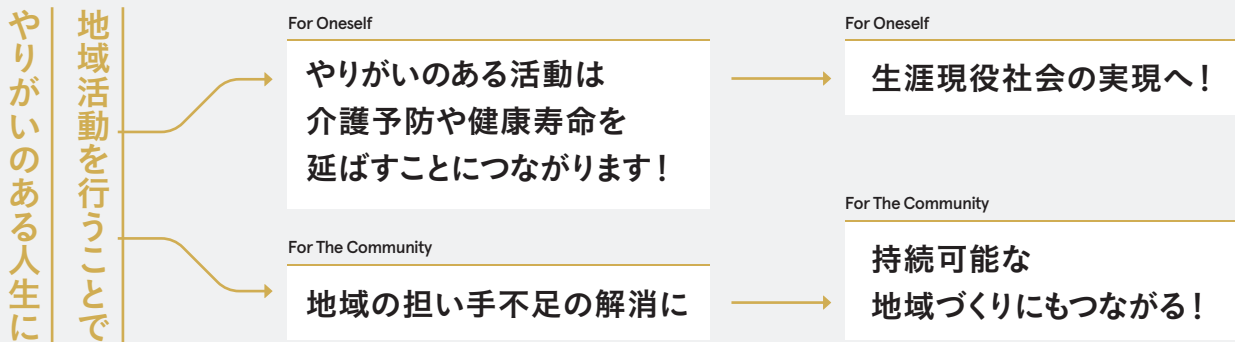 地域活動を行うことで
やりがいのある人生に
For Oneself
やりがいのある活動は
介護予防や健康寿命を
延ばすことにつながります！
For Oneself
生涯現役社会の実現へ！
For The Community
地域の担い手不足の解消に
For The Community
持続可能な
地域づくりにもつながる！